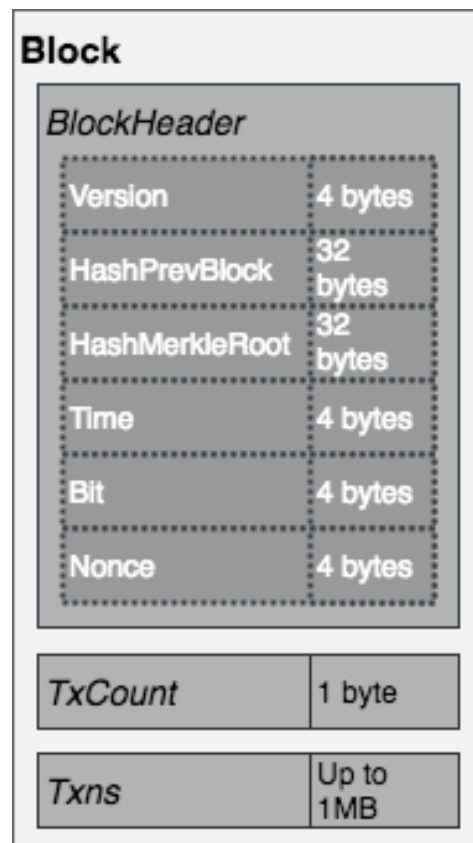 Block
BlockHeader
Version 4 bytes
HashPrevBlock 32 bytes
HashMerkleRoot 32 bytes
Time 4 bytes
Bit 4 bytes
Nonce 4 bytes
TxCount 1 byte
Txns Up to 1MB